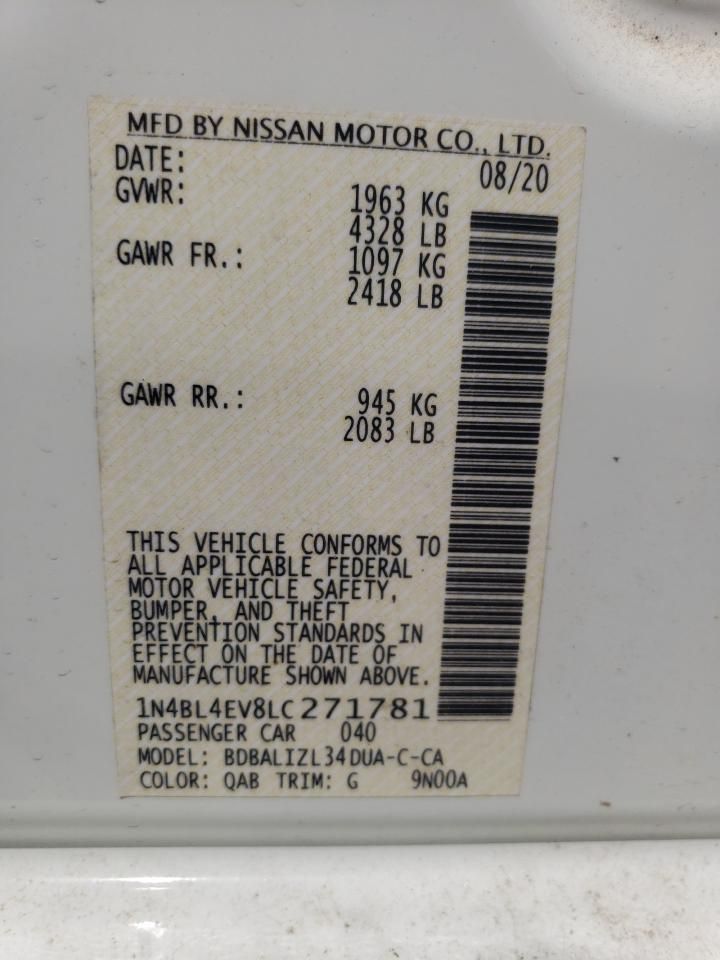 MFD BY NISSAN MOTOR CO., LTD.
DATE: 08/20
GVWR: 1963 KG
4328 LB
GAWR FR.: 1097 KG
2418 LB
GAWR RR.: 945 KG
2083 LB
THIS VEHICLE CONFORMS TO
ALL APPLICABLE FEDERAL
MOTOR VEHICLE SAFETY,
BUMPER, AND THEFT
PREVENTION STANDARDS IN
EFFECT ON THE DATE OF
MANUFACTURE SHOWN ABOVE.
1N4BL4EV8LC271781
PASSENGER CAR 040
MODEL: BDBALIZL34DUA-C-CA
COLOR: QAB TRIM: G 9N00A